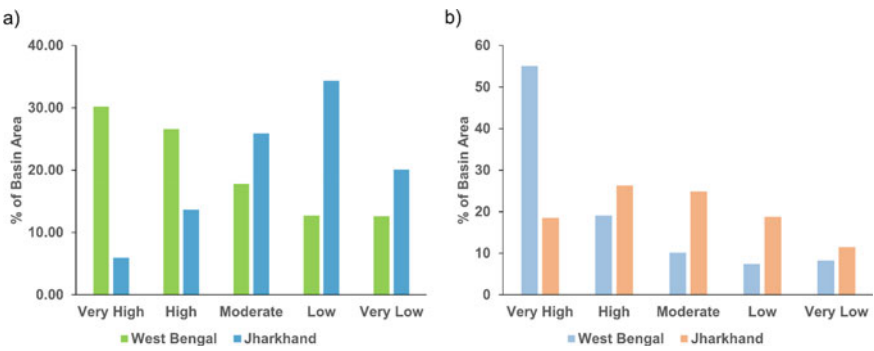 a)
% of Basin Area
40.00
30.00
20.00
10.00
0.00
Very High High Moderate Low Very Low
West Bengal Jharkhand
b)
% of Basin Area
60
50
40
30
20
10
0
Very High High Moderate Low Very Low
West Bengal Jharkhand